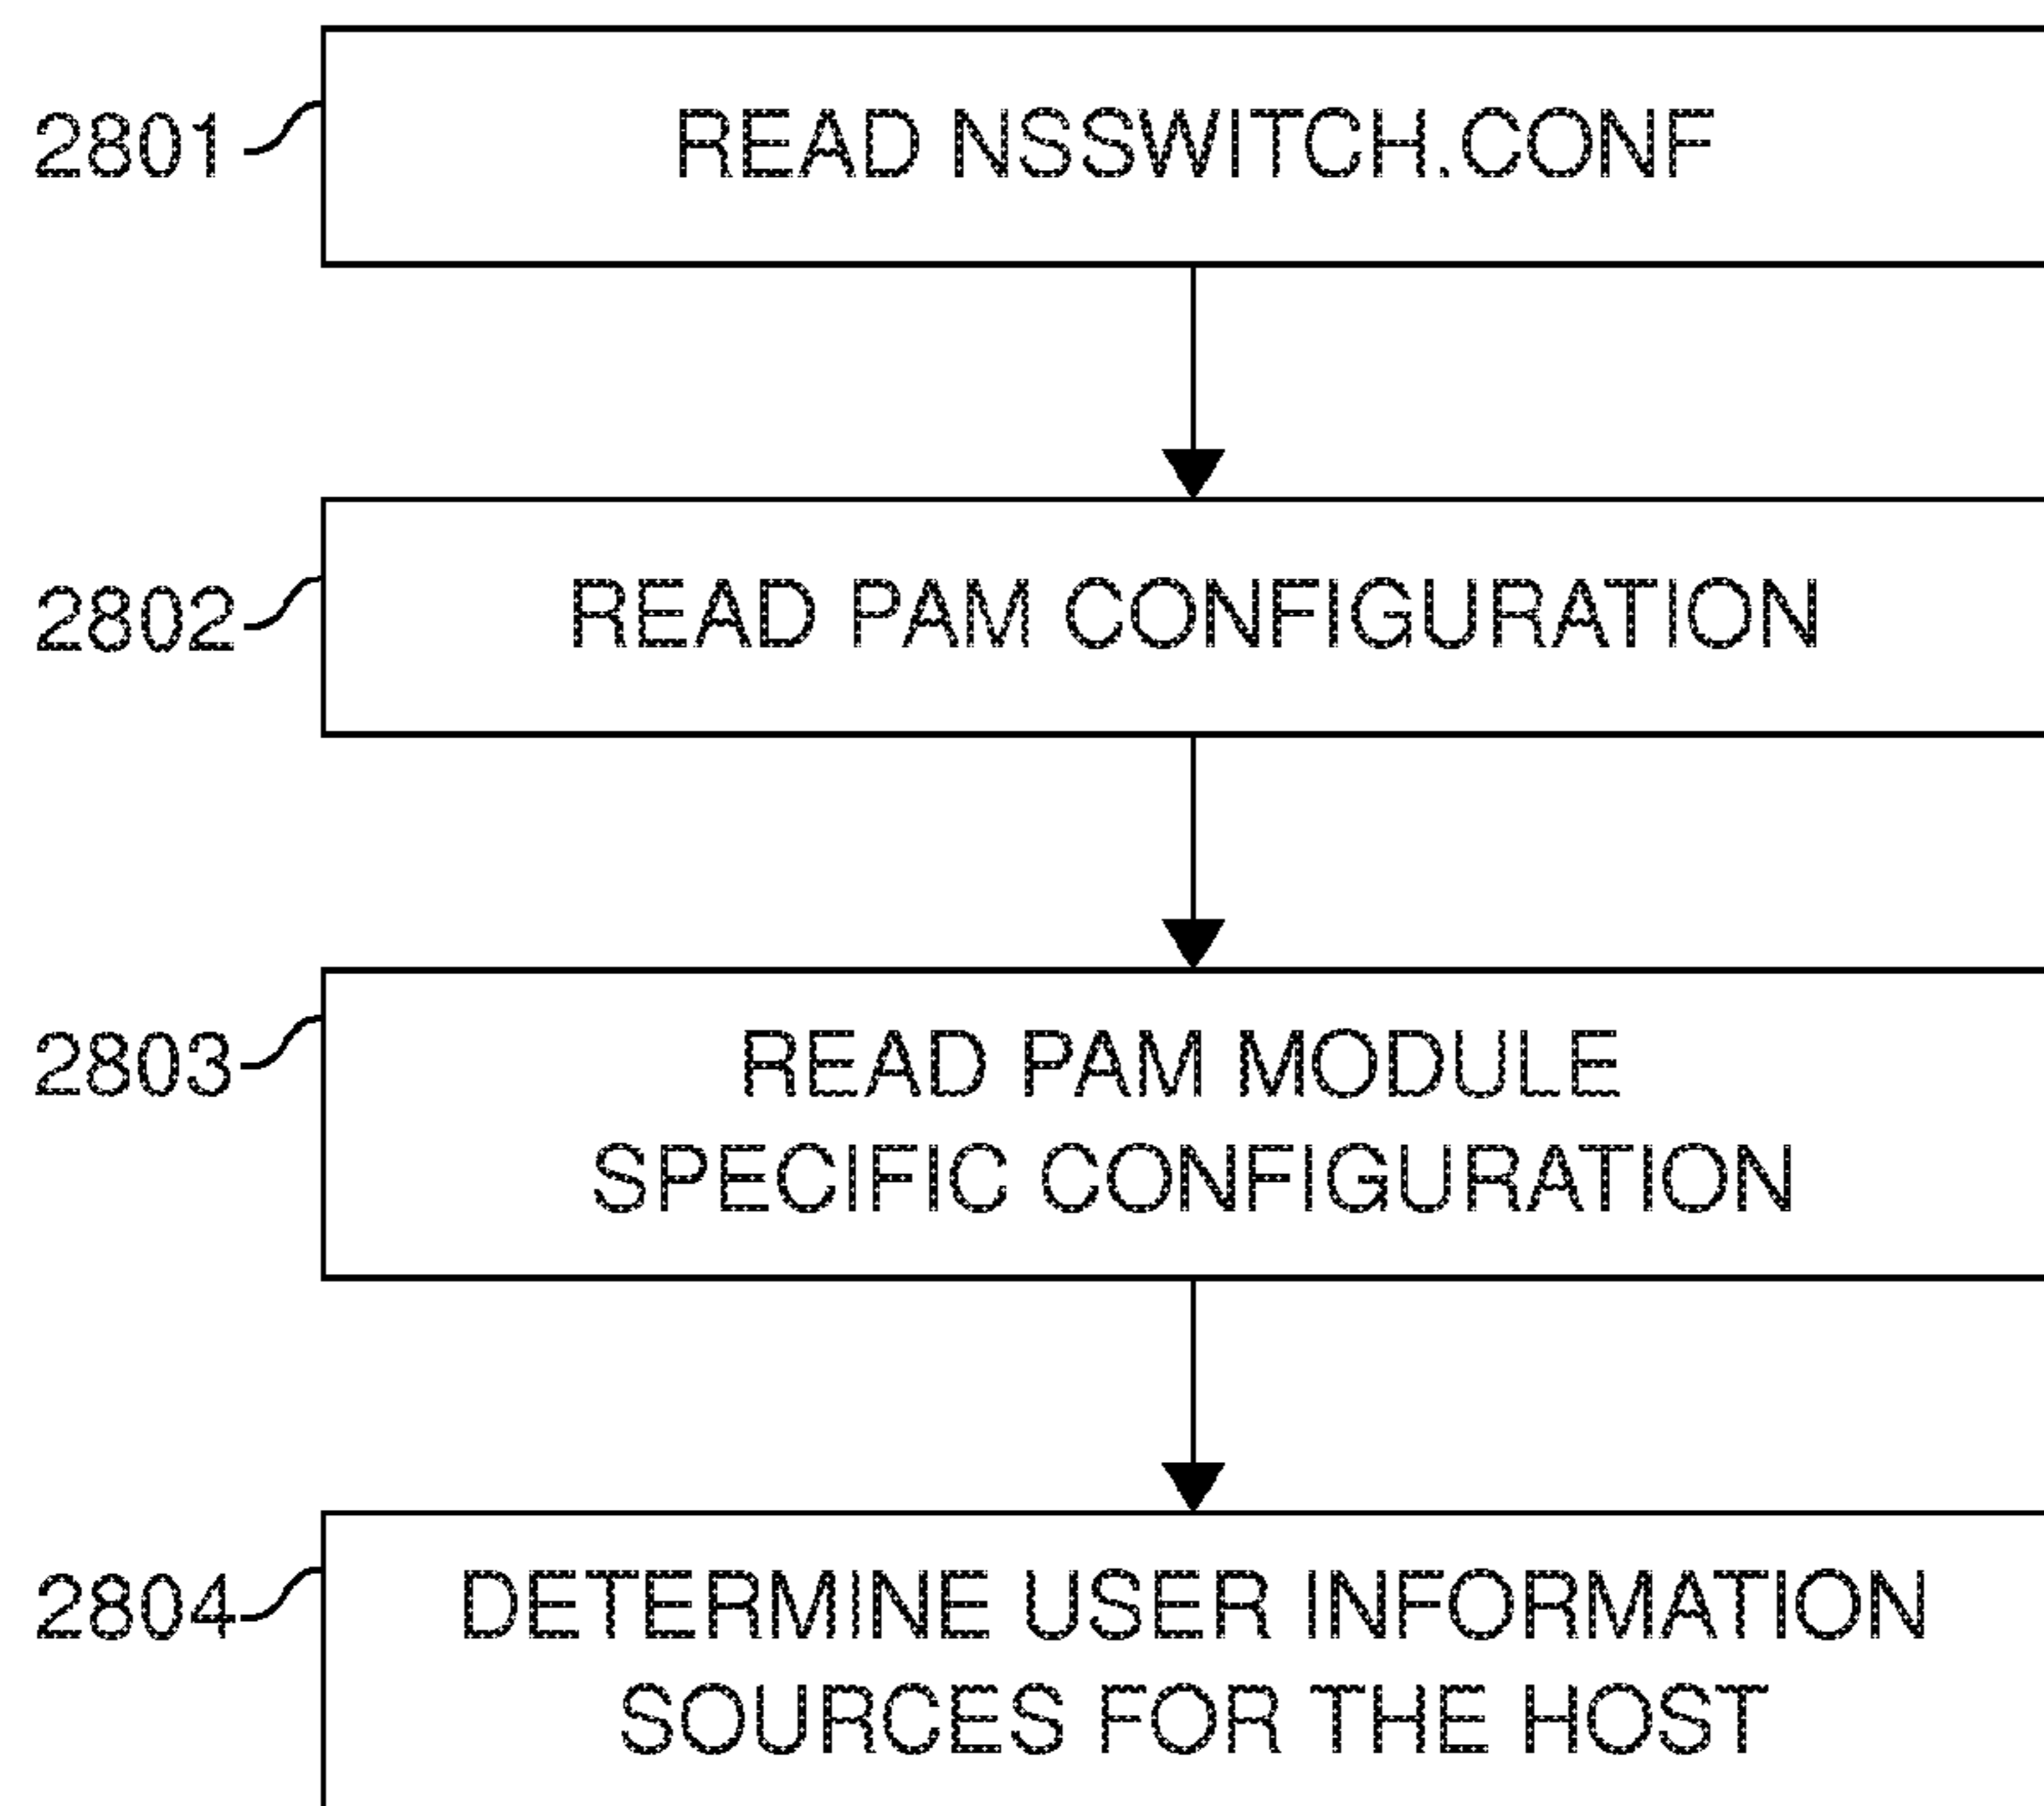 2801
READ NSSWITCH.CONF
2802
READ PAM CONFIGURATION
2803
READ PAM MODULE
SPECIFIC CONFIGURATION
2804
DETERMINE USER INFORMATION
SOURCES FOR THE HOST